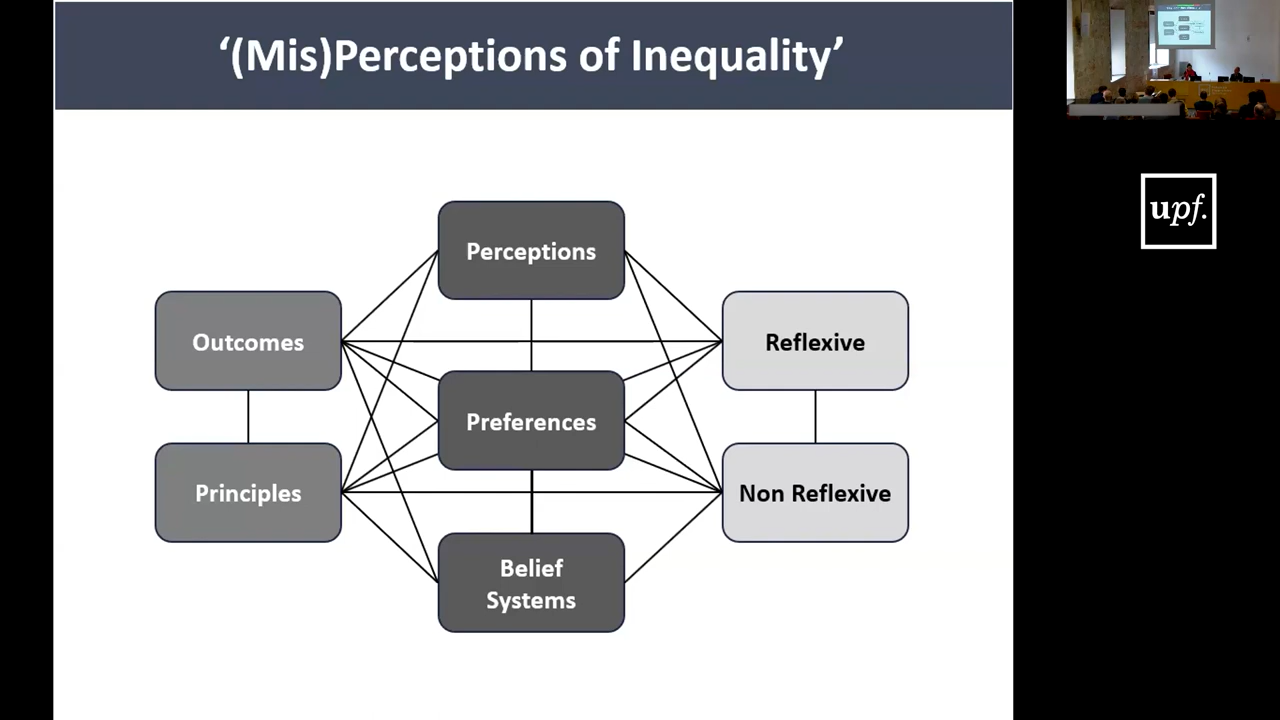 ‘(Mis)Perceptions of Inequality’
Perceptions
Outcomes
Reflexive
Preferences
Principles
Non Reflexive
Belief
Systems
upf.